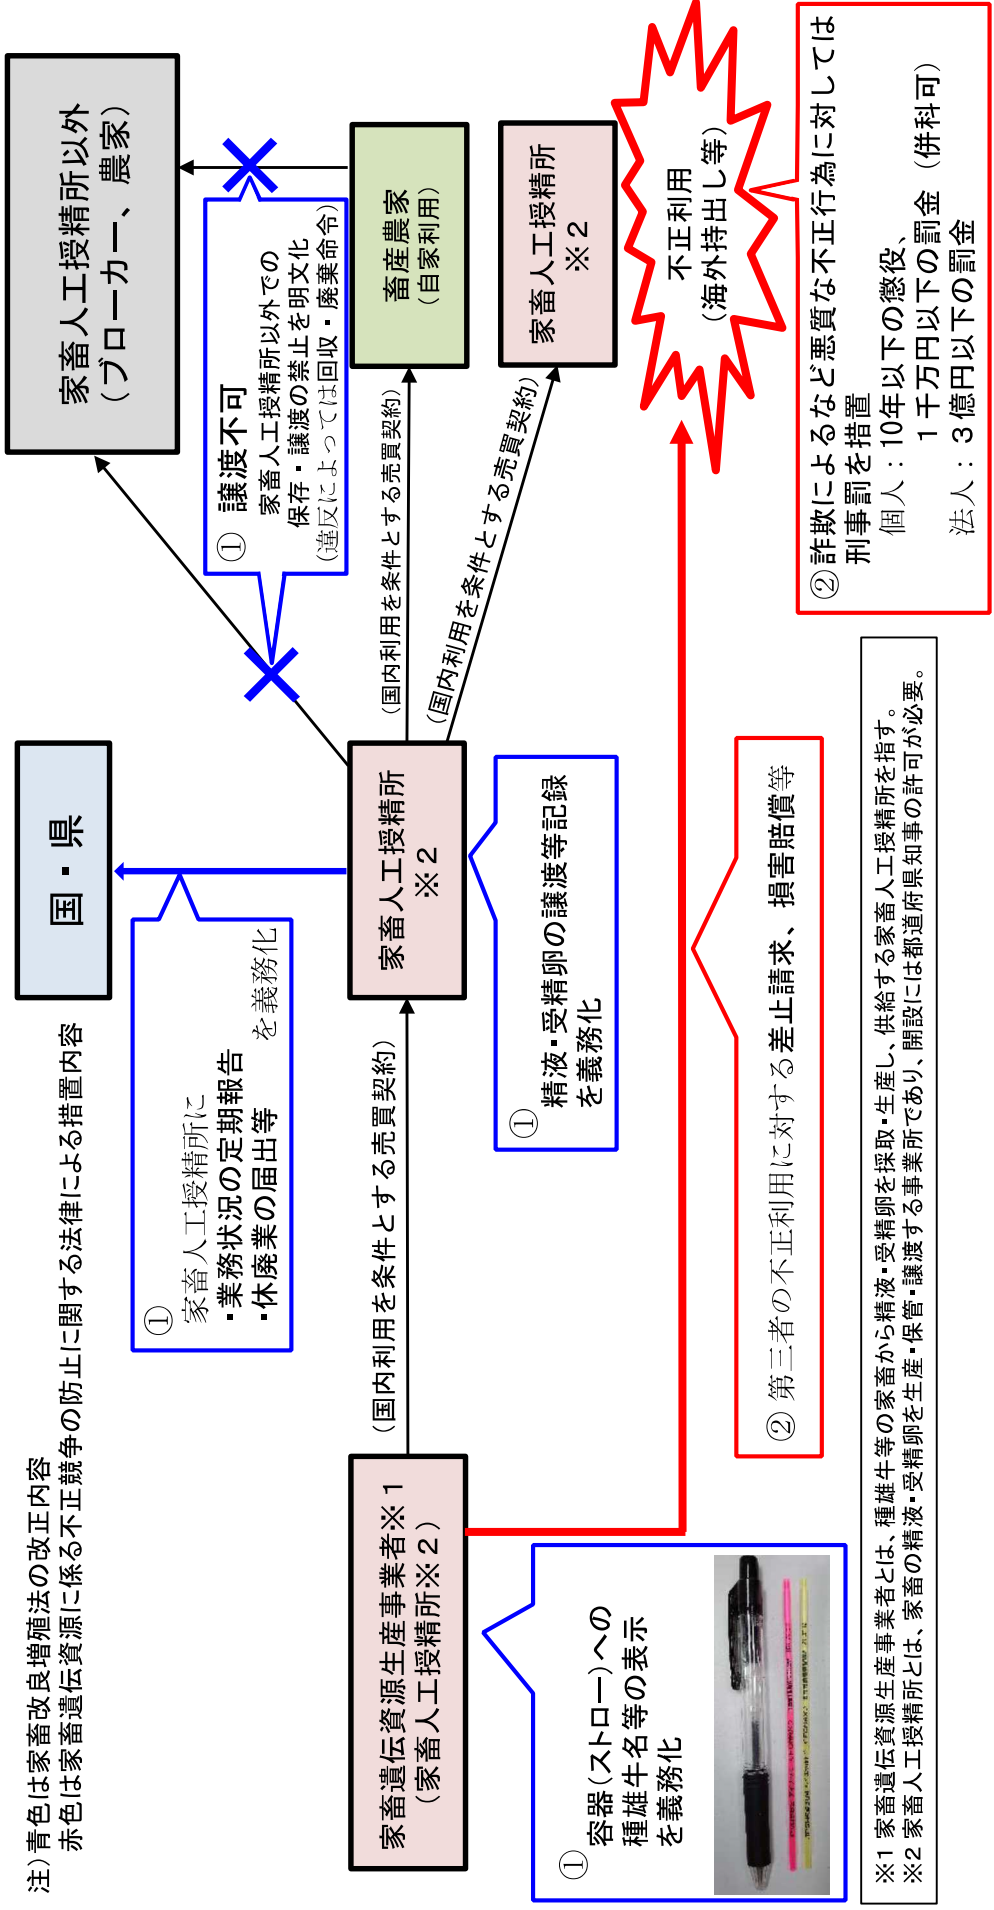 注)青色は家畜改良増殖法の改正内容
赤色は家畜遺伝資源に係る不正競争の防止に関する法律による措置内容
国・県
家畜人工授精所以外
(ブローカー、農家)
①
家畜人工授精所に
・業務状況の定期報告
・休廃業の届出等
を義務化
① 譲渡不可
家畜人工授精所以外での
保存・譲渡の禁止を明文化
(違反によっては回収・廃棄命令)
家畜遺伝資源生産事業者※1
(家畜人工授精所※2)
(国内利用を条件とする売買契約)
家畜人工授精所
※2
(国内利用を条件とする売買契約)
畜産農家
(自家利用)
(国内利用を条件とする売買契約)
家畜人工授精所
※2
①
容器(ストロー)への
種雄牛名等の表示
を義務化
①
精液・受精卵の譲渡等記録
を義務化
不正利用
(海外持出し等)
②第三者の不正利用に対する差止請求、損害賠償等
②詐欺によるなど悪質な不正行為に対しては
刑事罰を措置
個人:10年以下の懲役、
1千万円以下の罰金(併科可)
法人:3億円以下の罰金
※1 家畜遺伝資源生産事業者とは、種雄牛等の家畜から精液・受精卵を採取・生産し、供給する家畜人工授精所を指す。
※2 家畜人工授精所とは、家畜の精液・受精卵を生産・保管・譲渡する事業所であり、開設には都道府県知事の許可が必要。